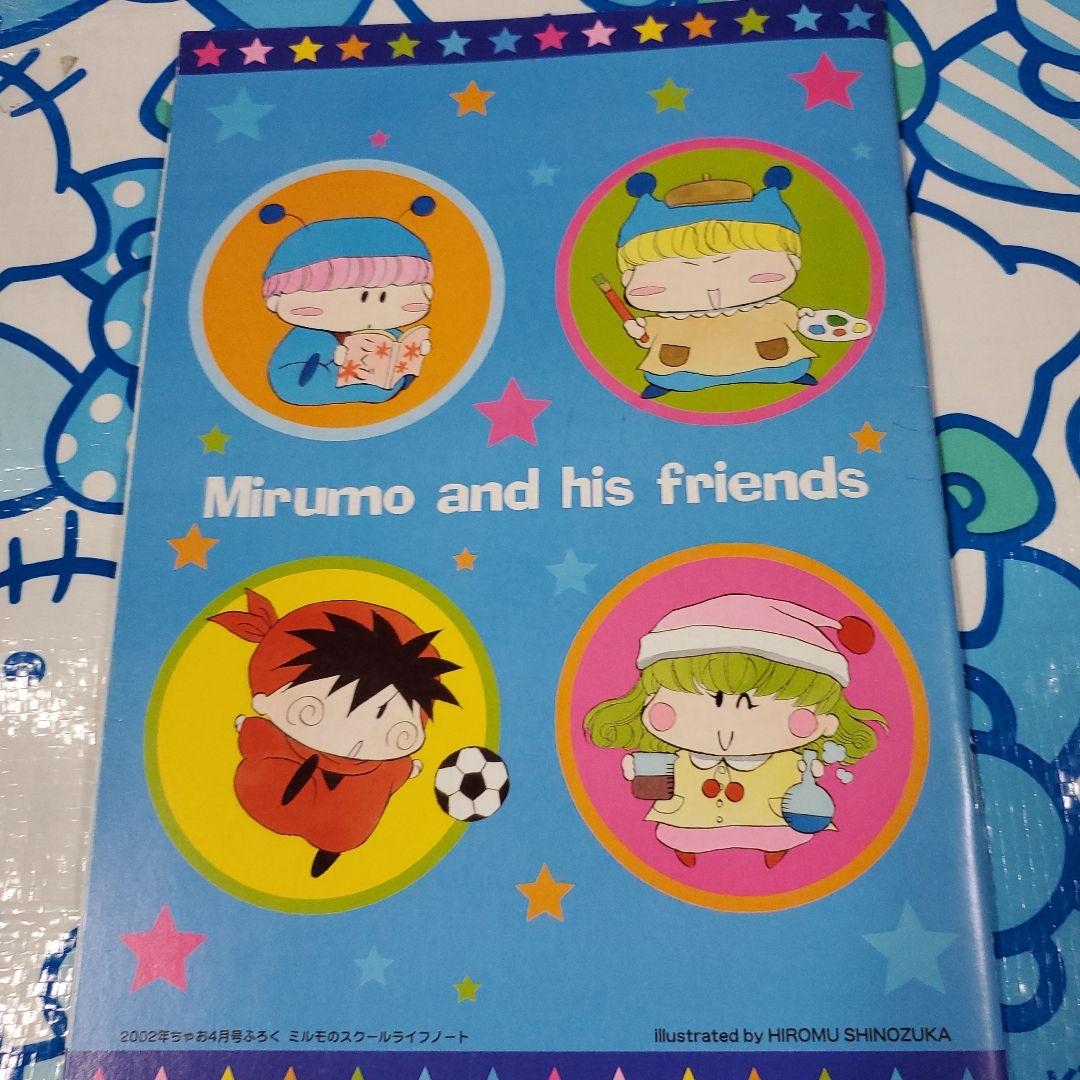 Mirumo and his friends
2002年ちゃお4月号ふろく ミルモのスクールライフノート
illustrated by HIROMU SHINOZUKA